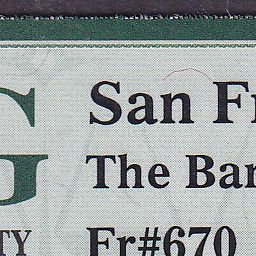 San Fr
The Ban
TY Fr#670